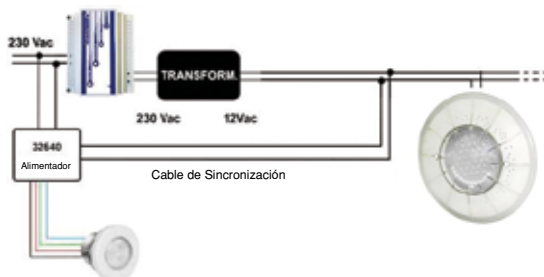 230 Vac
TRANSFORM.
230 Vac 12Vac
32640
Alimentador
Cable de Sincronización